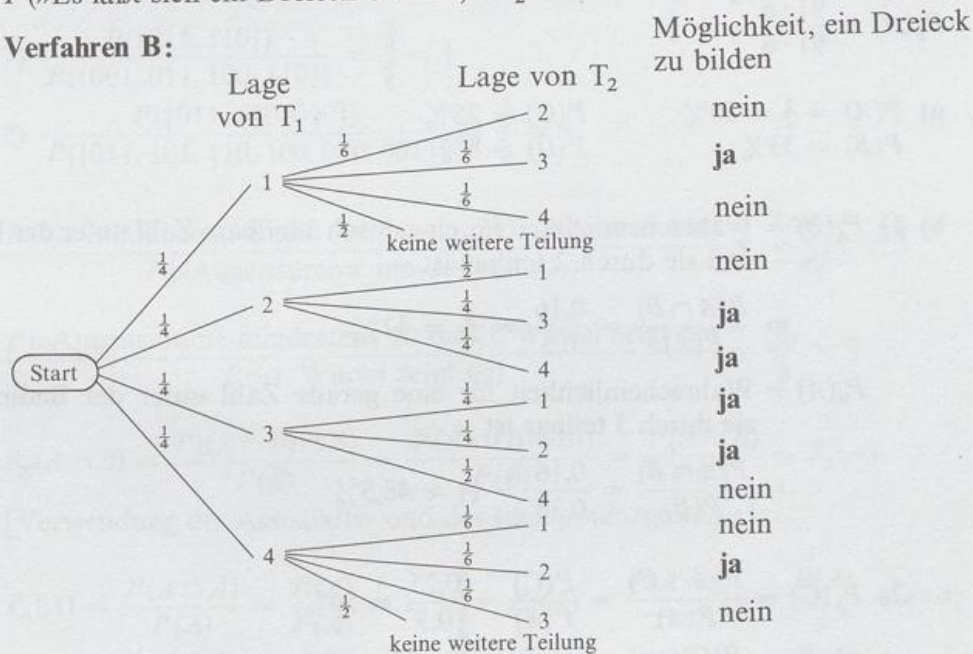 Verfahren B:
Möglichkeit, ein Dreieck
zu bilden
Lage
von T₁
Lage von T₂
1/6 2 nein
1/6 3 ja
1 1/6 4 nein
1/2 keine weitere Teilung
1/4
1/2 1 nein
1/4 2 1/4 3 ja
1/4 4 ja
Start
1/4 1/4 1 ja
1/4 3 1/4 2 ja
1/2 4 nein
1/6 1 nein
4 1/6 2 ja
1/6 3 nein
1/2 keine weitere Teilung